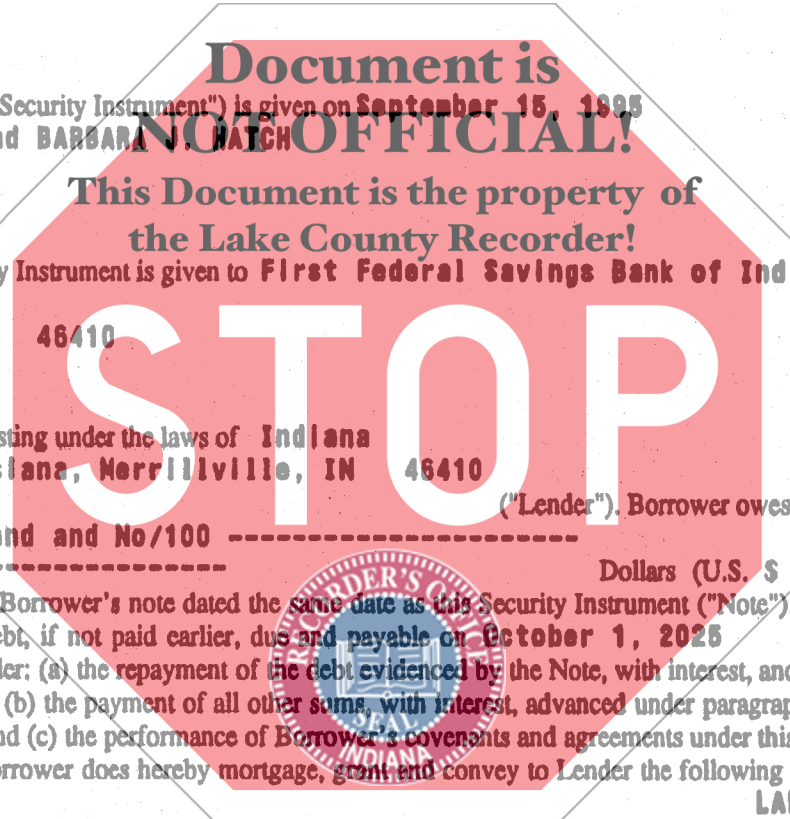 Document is
Security Instrument") is given on September 15, 1995
nd BARBARA J. HATCH
NOT OFFICIAL!
This Document is the property of
the Lake County Recorder!
y Instrument is given to First Federal Savings Bank of Ind
46410
STOP
sting under the laws of Indiana
siana, Merrillville, IN 46410
("Lender"). Borrower owes
nd and No/100 -----------------------
---------------
Dollars (U.S. $
Borrower's note dated the same date as this Security Instrument ("Note")
ebt, if not paid earlier, due and payable on October 1, 2025
der: (a) the repayment of the debt evidenced by the Note, with interest, and
(b) the payment of all other sums, with interest, advanced under paragrap
nd (c) the performance of Borrower's covenants and agreements under this
orrower does hereby mortgage, grant and convey to Lender the following
LA
RECORDER'S OFFICE
SEAL
INDIANA